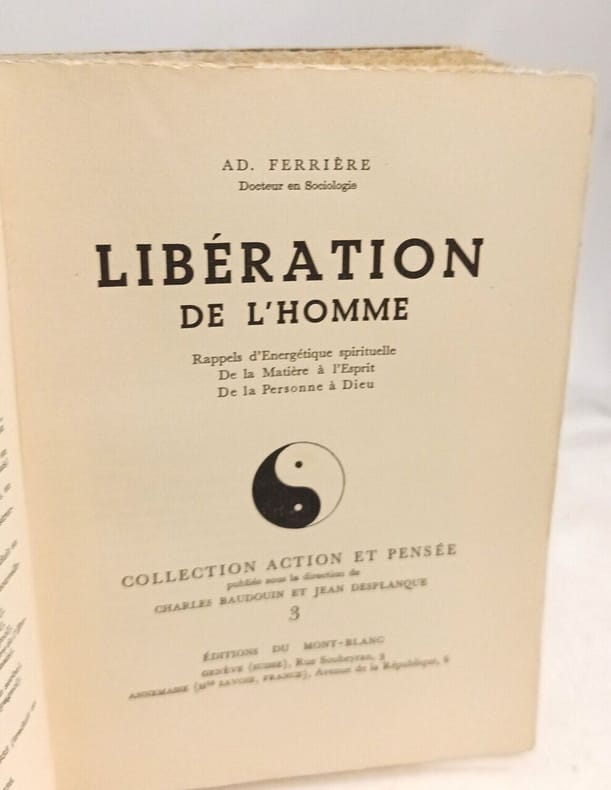 AD. FERRIÈRE
Docteur en Sociologie
LIBÉRATION
DE L'HOMME
Rappels d'Energétique spirituelle
De la Matière à l'Esprit
De la Personne à Dieu
COLLECTION ACTION ET PENSÉE
publiée sous la direction de
CHARLES BAUDOUIN ET JEAN DESPLANQUE
3
ÉDITIONS DU MONT-BLANC
GENÈVE (SUISSE), Rue Souheyran, 3
ANNEMASSE (Hte SAVOIE, FRANCE), Avenue de la République, 6